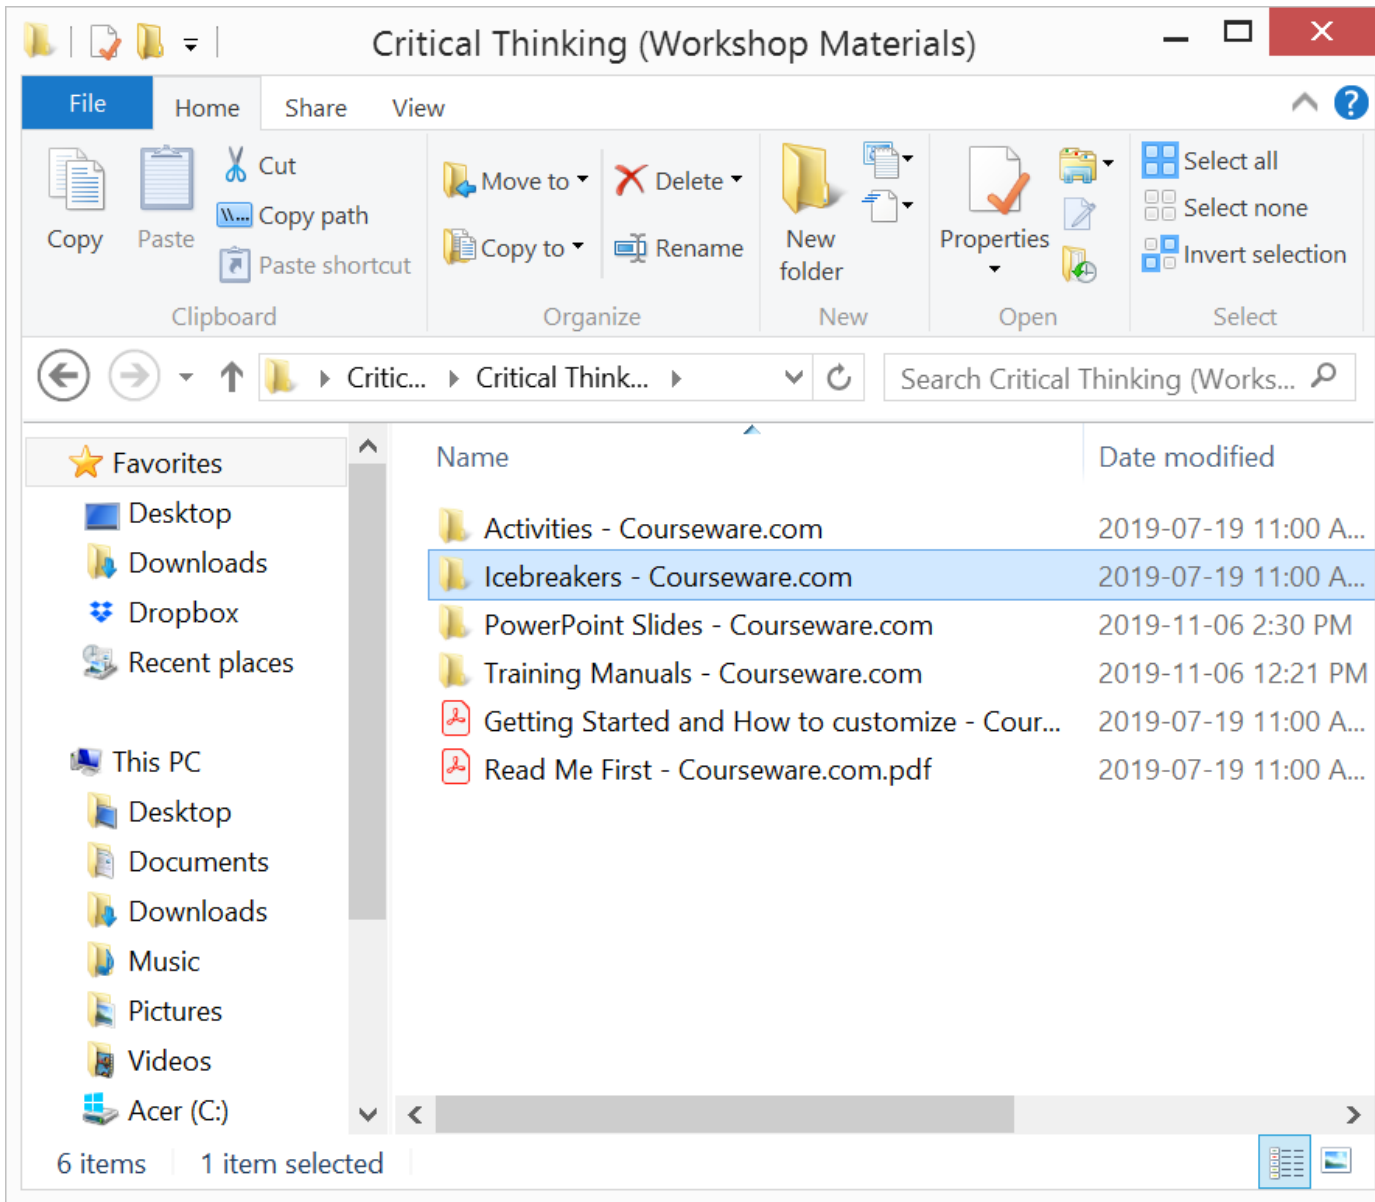 Critical Thinking (Workshop Materials)
File Home Share View
Copy
Paste
Cut
\\...
Copy path
Paste shortcut
Clipboard
Move to
Copy to
Delete
Rename
Organize
New
folder
New
Properties
Open
Select all
Select none
Invert selection
Select
Critic... Critical Think... Search Critical Thinking (Works...
Favorites
Desktop
Downloads
Dropbox
Recent places
This PC
Desktop
Documents
Downloads
Music
Pictures
Videos
Acer (C:)
Name Date modified
Activities - Courseware.com 2019-07-19 11:00 A...
Icebreakers - Courseware.com 2019-07-19 11:00 A...
PowerPoint Slides - Courseware.com 2019-11-06 2:30 PM
Training Manuals - Courseware.com 2019-11-06 12:21 PM
Getting Started and How to customize - Cour... 2019-07-19 11:00 A...
Read Me First - Courseware.com.pdf 2019-07-19 11:00 A...
6 items 1 item selected